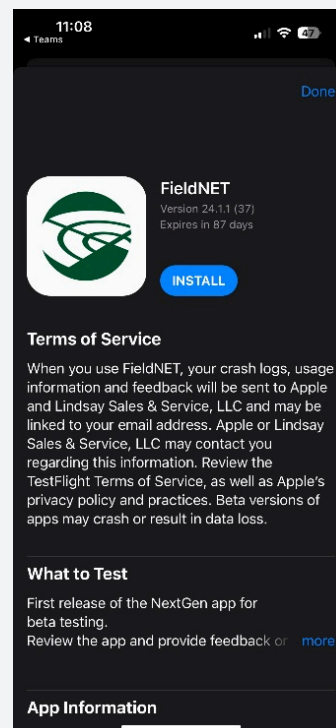 11:08
◀ Teams
47
Done
FieldNET
Version 24.1.1 (37)
Expires in 87 days
INSTALL
Terms of Service
When you use FieldNET, your crash logs, usage
information and feedback will be sent to Apple
and Lindsay Sales & Service, LLC and may be
linked to your email address. Apple or Lindsay
Sales & Service, LLC may contact you
regarding this information. Review the
TestFlight Terms of Service, as well as Apple's
privacy policy and practices. Beta versions of
apps may crash or result in data loss.
What to Test
First release of the NextGen app for
beta testing.
Review the app and provide feedback or more
App Information